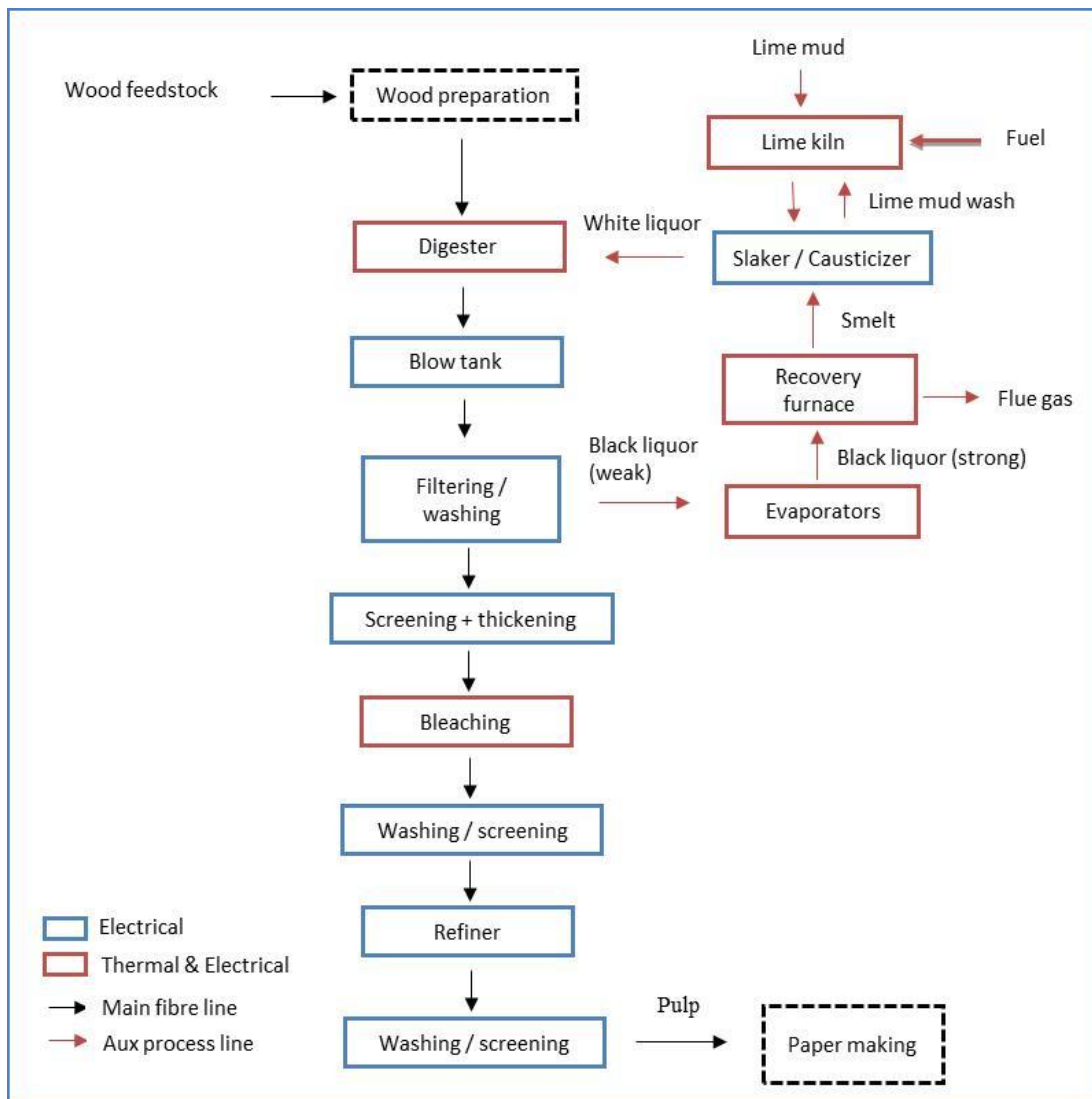 Lime mud
Wood feedstock
Wood preparation
Lime kiln
Fuel
Lime mud wash
White liquor
Digester
Slaker / Causticizer
Smelt
Blow tank
Recovery
furnace
Flue gas
Black liquor
(weak)
Black liquor (strong)
Filtering /
washing
Evaporators
Screening + thickening
Bleaching
Washing / screening
Electrical
Refiner
Thermal & Electrical
Main fibre line
Pulp
Aux process line
Washing / screening
Paper making